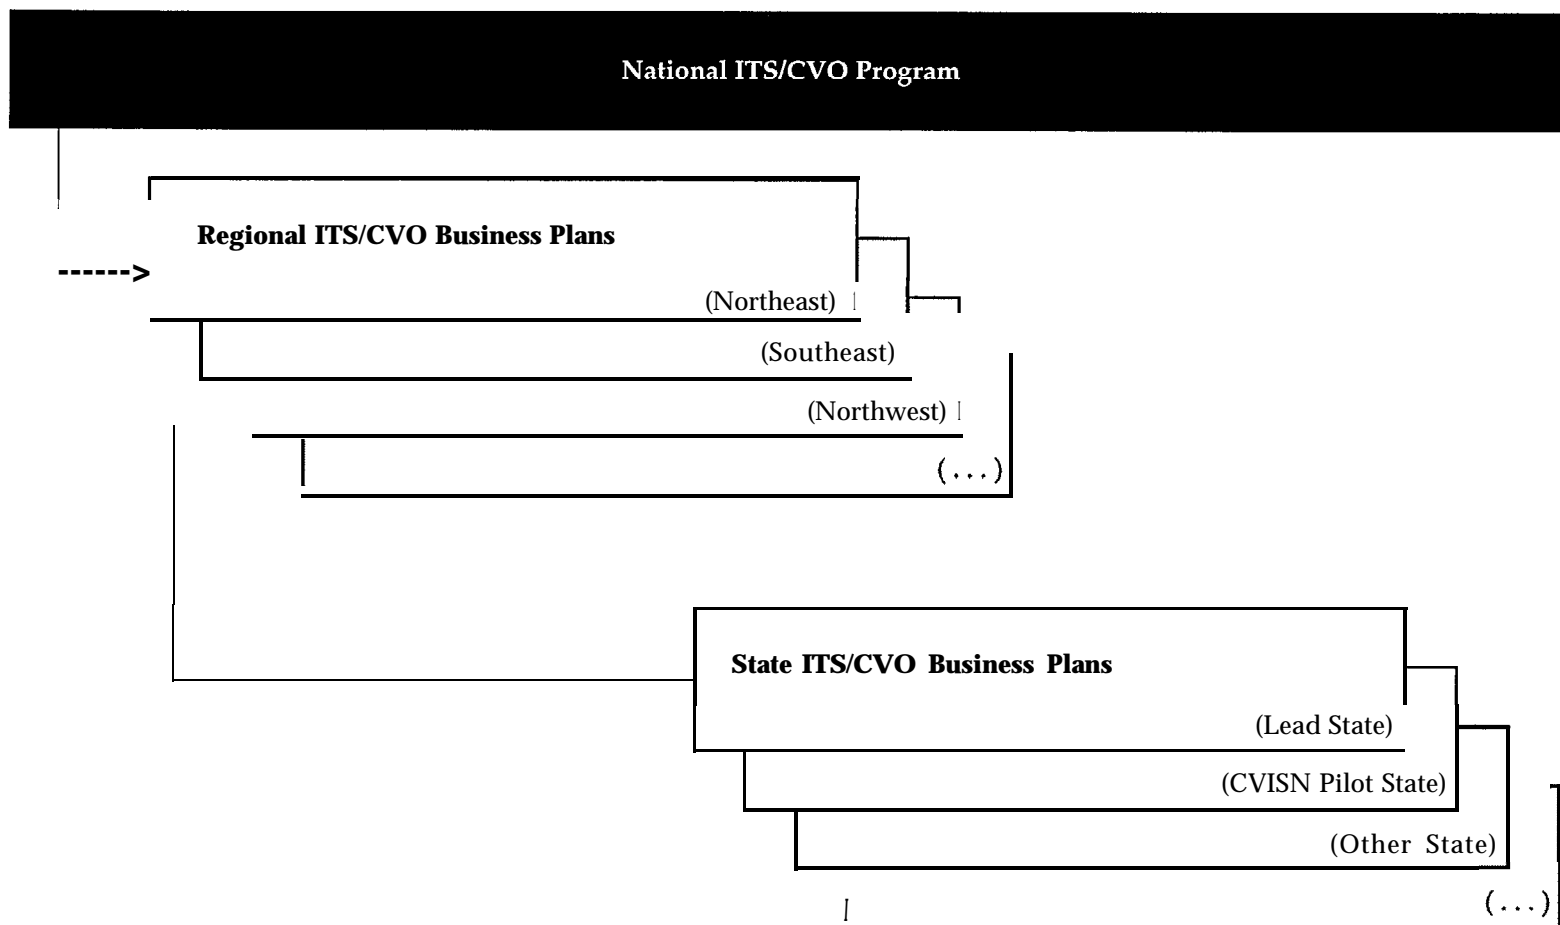 National ITS/CVO Program
Regional ITS/CVO Business Plans
------>
(Northeast)
(Southeast)
(Northwest)
(...)
State ITS/CVO Business Plans
(Lead State)
(CVISN Pilot State)
(Other State)
(...)